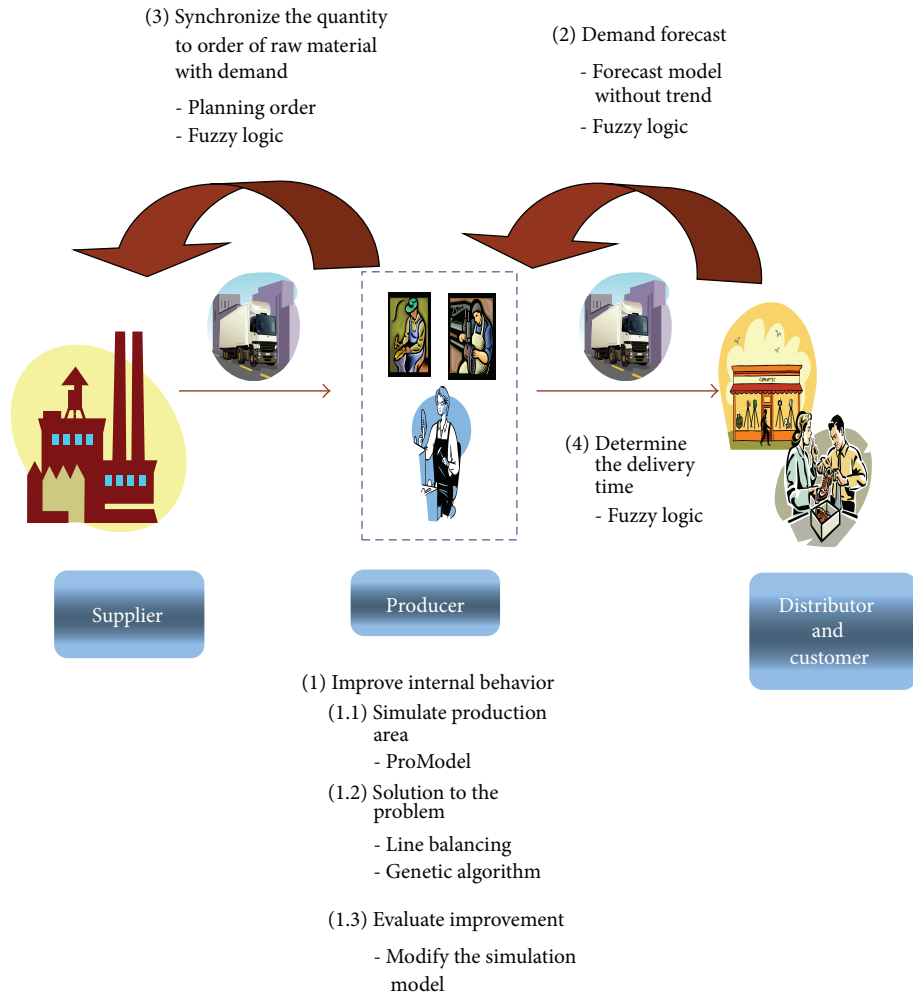 (3) Synchronize the quantity
to order of raw material
with demand
- Planning order
- Fuzzy logic
(2) Demand forecast
- Forecast model
without trend
- Fuzzy logic
(4) Determine
the delivery
time
- Fuzzy logic
Supplier
Producer
Distributor
and
customer
(1) Improve internal behavior
(1.1) Simulate production
area
- ProModel
(1.2) Solution to the
problem
- Line balancing
- Genetic algorithm
(1.3) Evaluate improvement
- Modify the simulation
model